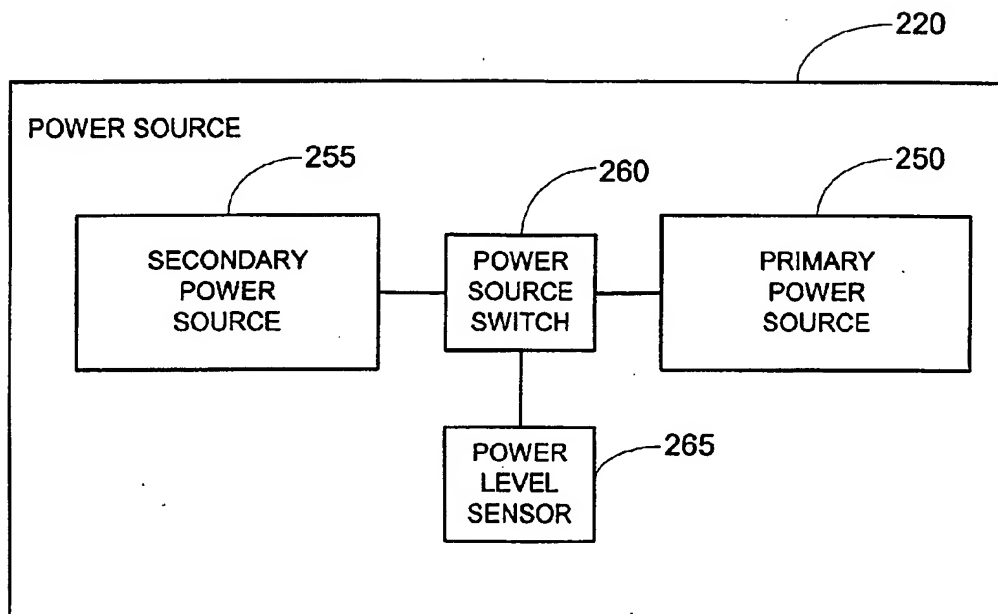 220
POWER SOURCE
255
260
250
SECONDARY
POWER
SOURCE
POWER
SOURCE
SWITCH
PRIMARY
POWER
SOURCE
POWER
LEVEL
SENSOR
265